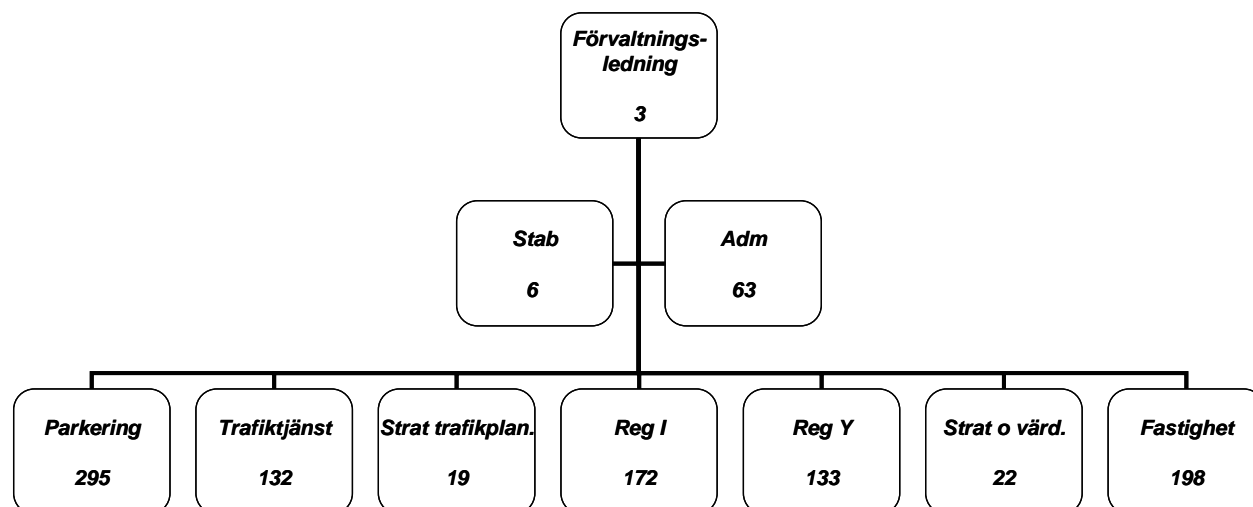 Förvaltnings-
ledning
3
Stab
6
Adm
63
Parkering
295
Trafiktjänst
132
Strat trafikplan.
19
Reg I
172
Reg Y
133
Strat o värd.
22
Fastighet
198